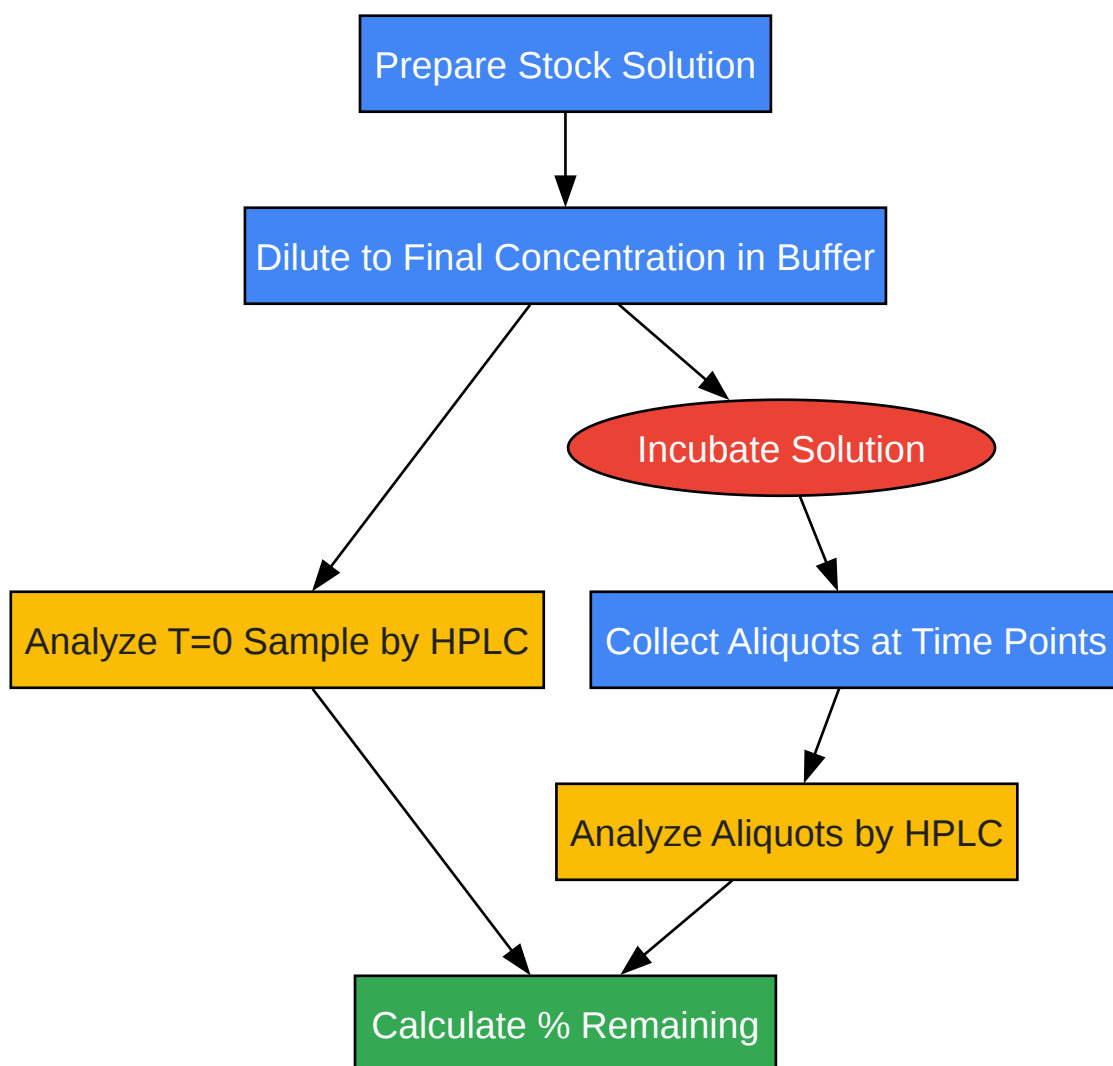 Prepare Stock Solution
Dilute to Final Concentration in Buffer
Incubate Solution
Analyze T=0 Sample by HPLC
Collect Aliquots at Time Points
Analyze Aliquots by HPLC
Calculate % Remaining